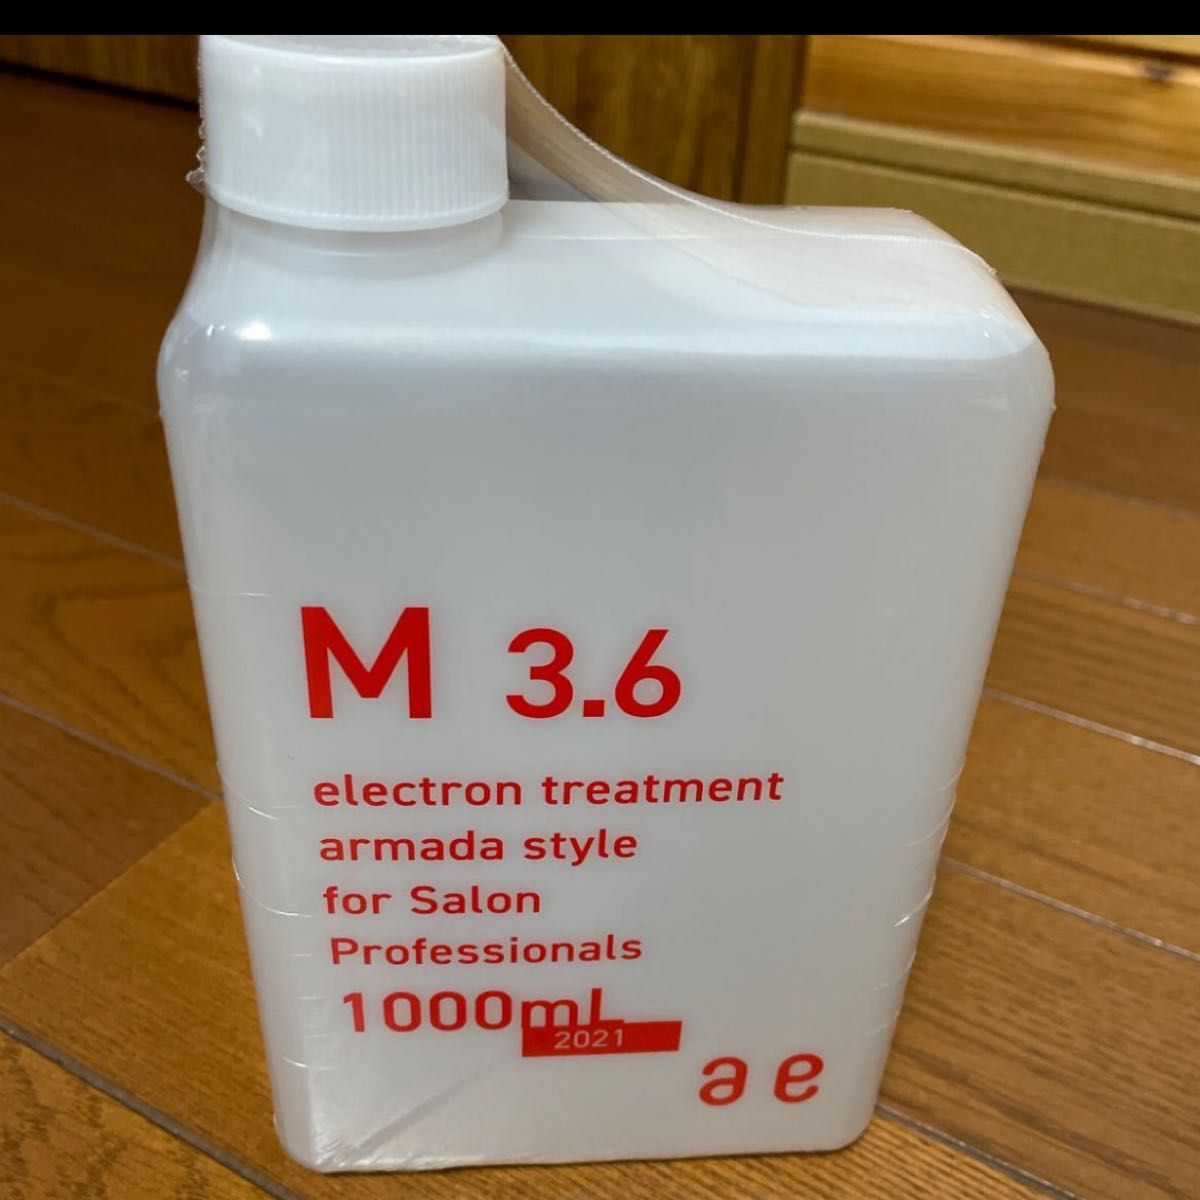 M 3.6
electron treatment
armada style
for Salon
Professionals
1000mL
2021
ae